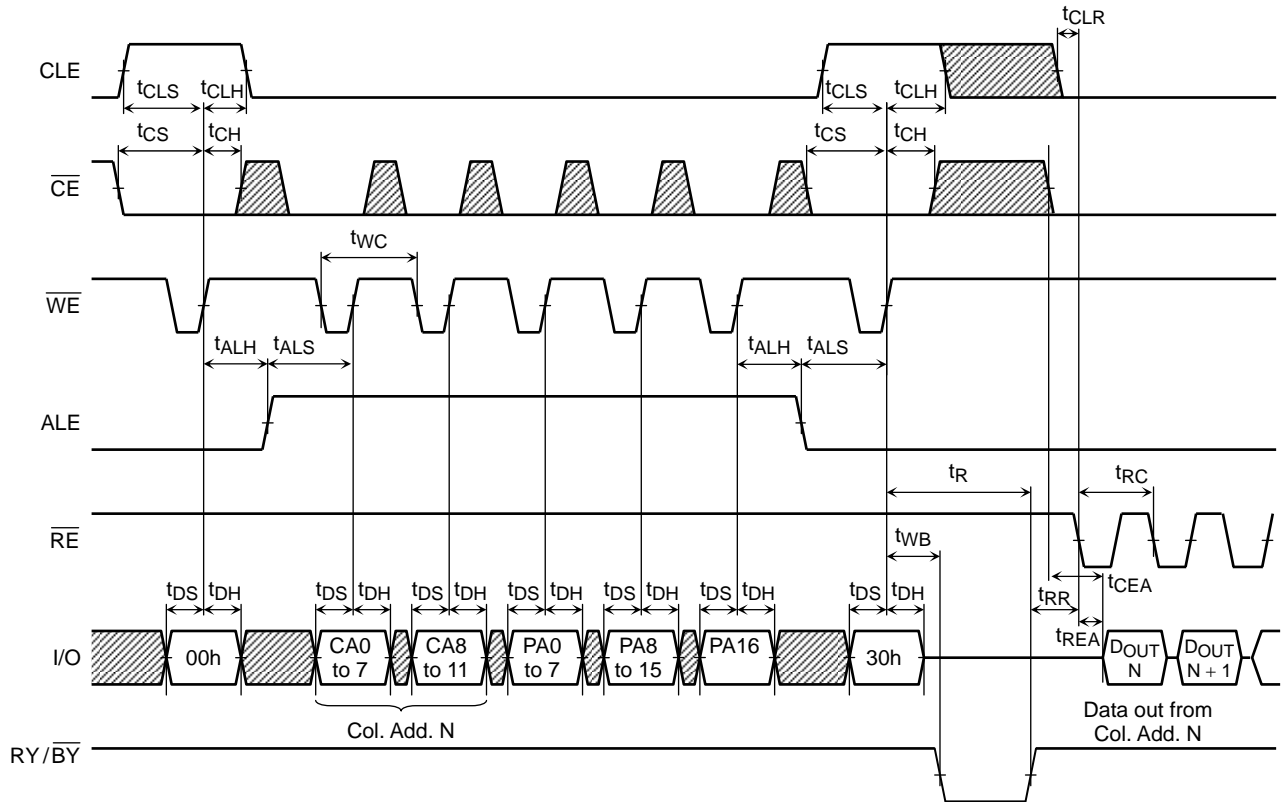 tCLR
CLE
tCLS tCLH tCLS tCLH
tCS tCH tCS tCH
CE
tWC
WE
tALH tALS tALH tALS
ALE
tR tRC
RE
tWB
tCEA
tDS tDH tDS tDH tDS tDH tDS tDH tDS tDH tDS tDH tDS tDH tRR
tREA
I/O 00h CA0 to 7 CA8 to 11 PA0 to 7 PA8 to 15 PA16 30h DOUT N DOUT N + 1
Col. Add. N
Data out from
Col. Add. N
RY/BY